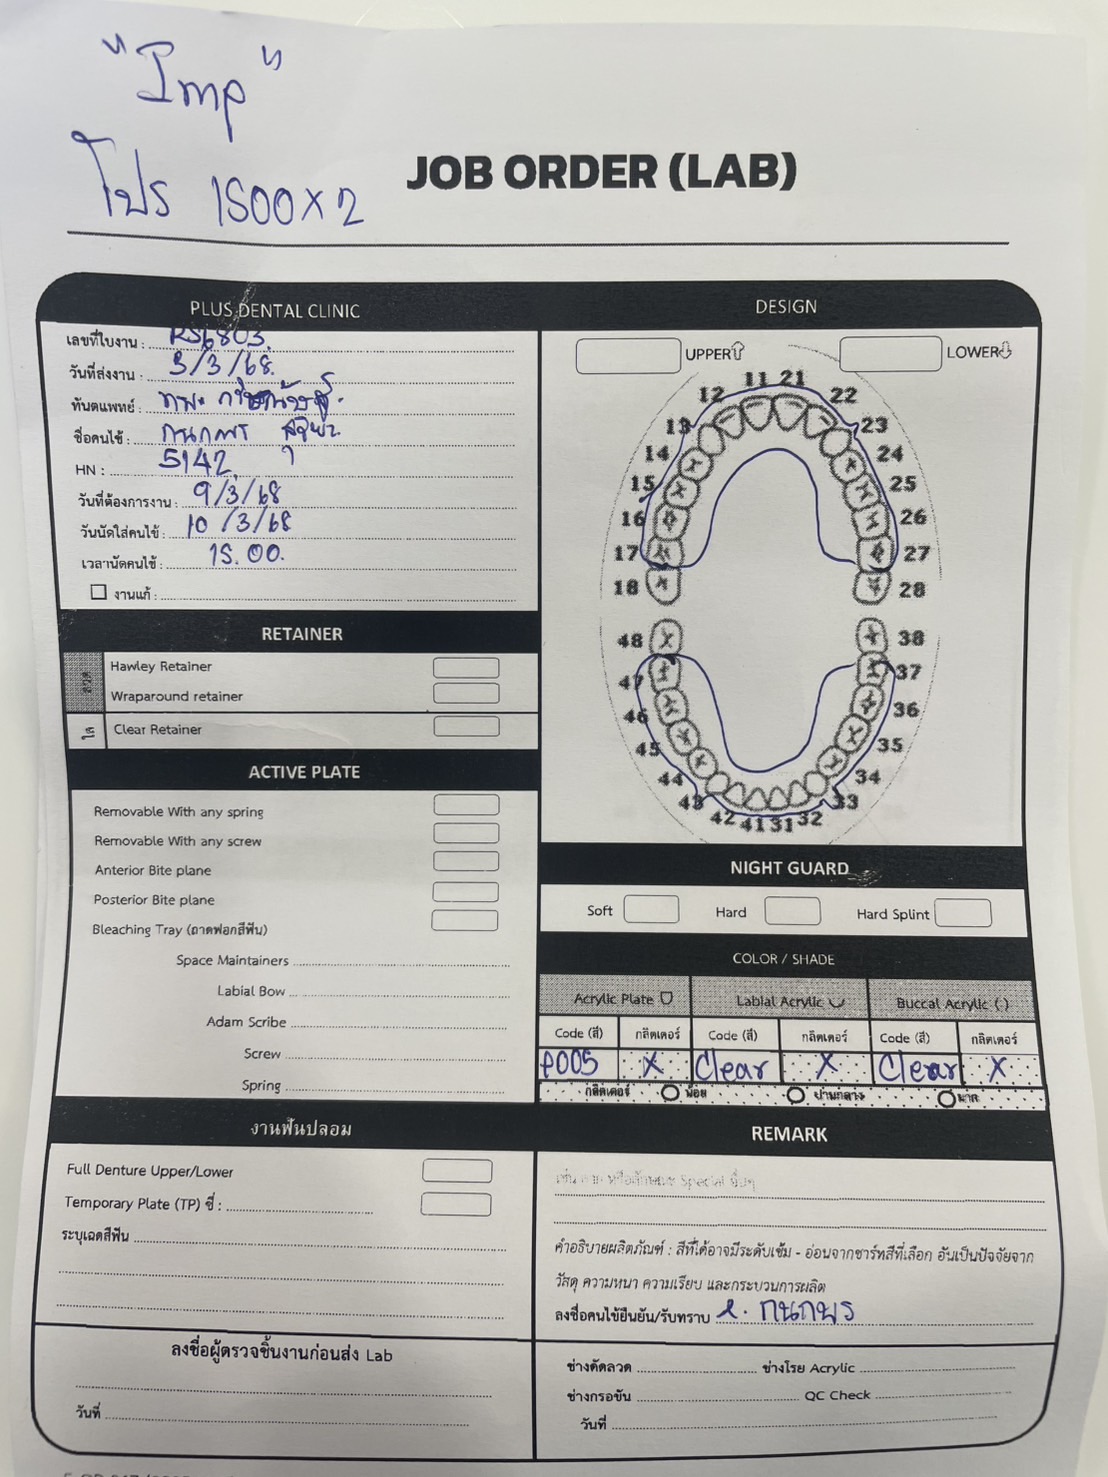 "Imp"
โปร 1500 x 2
JOB ORDER (LAB)
PLUS DENTAL CLINIC
เลขที่ใบงาน : RS6803.
วันที่ส่งงาน : 3/3/68.
ทันตแพทย์ : ทพ.
ชื่อคนไข้ : กนกพร
HN : 5142
วันที่ต้องการงาน : 9/3/68
วันนัดใส่คนไข้ : 10/3/68
เวลานัดคนไข้ : 15.00.
งานแก้ :
RETAINER
ลวด
Hawley Retainer
Wraparound retainer
ใส
Clear Retainer
ACTIVE PLATE
Removable With any spring
Removable With any screw
Anterior Bite plane
Posterior Bite plane
Bleaching Tray (ถาดฟอกสีฟัน)
Space Maintainers
Labial Bow
Adam Scribe
Screw
Spring
งานฟันปลอม
Full Denture Upper/Lower
Temporary Plate (TP) ซี่ :
ระบุเฉดสีฟัน
ลงชื่อผู้ตรวจชิ้นงานก่อนส่ง Lab
วันที่
DESIGN
UPPER LOWER
11 21
12 22
13 23
14 24
15 25
16 26
17 27
18 28
48 38
47 37
46 36
45 35
44 34
43 33
42 41 31 32
NIGHT GUARD
Soft Hard Hard Splint
COLOR / SHADE
Acrylic Plate Labial Acrylic Buccal Acrylic ( )
Code (สี) กลิตเตอร์ Code (สี) กลิตเตอร์ Code (สี) กลิตเตอร์
P005 X Clear X Clear X
กลิตเตอร์ น้อย ปานกลาง มาก
REMARK
เช่น ลาย หรือลักษณะ Special อื่นๆ
คำอธิบายผลิตภัณฑ์ : สีที่ได้อาจมีระดับเข้ม - อ่อนจากชาร์ทสีที่เลือก อันเป็นปัจจัยจาก
วัสดุ ความหนา ความเรียบ และกระบวนการผลิต
ลงชื่อคนไข้ยืนยัน/รับทราบ กนกพร
ช่างดัดลวด ช่างโรย Acrylic
ช่างกรอขัน QC Check
วันที่